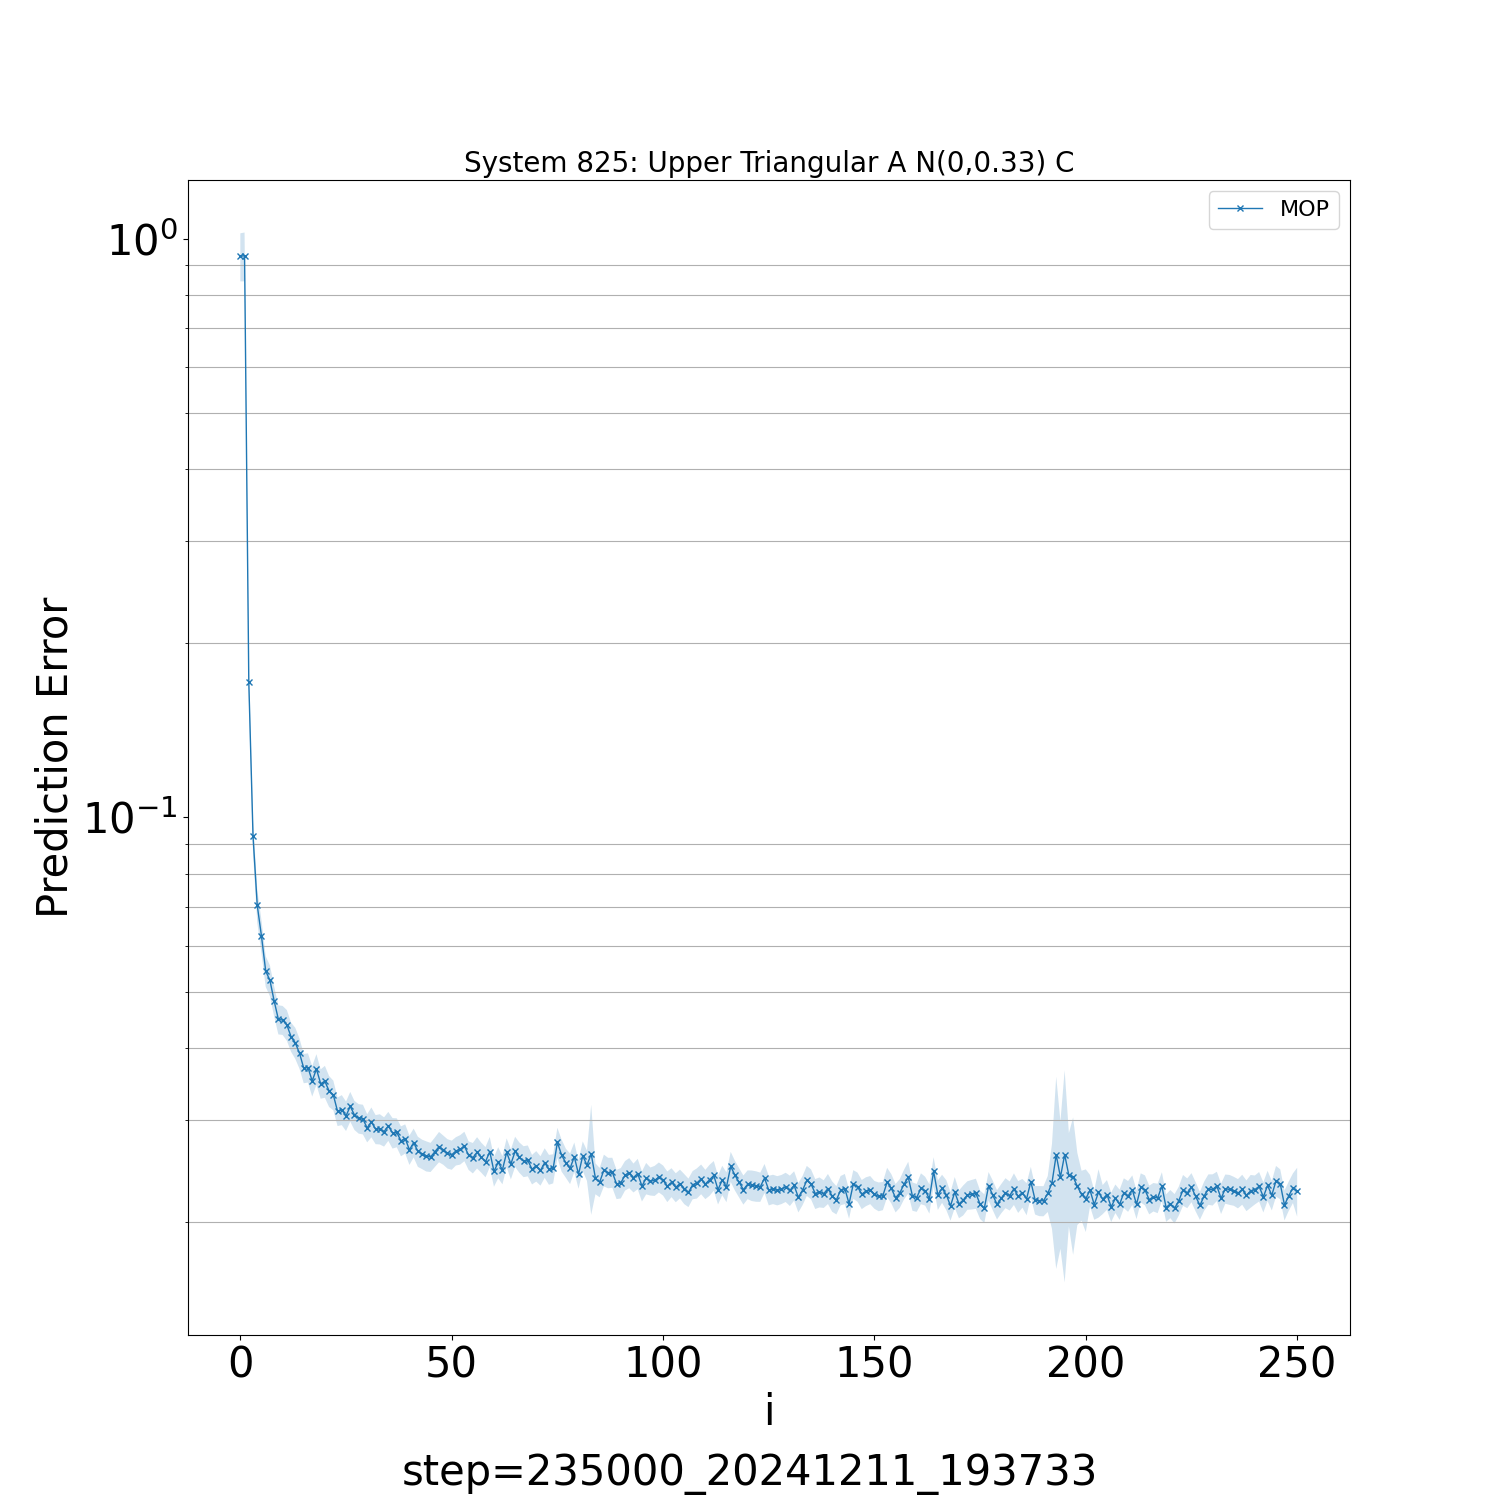 System 825: Upper Triangular A N(0,0.33) C
MOP
10⁰
10⁻¹
Prediction Error
0 50 100 150 200 250
i
step=235000_20241211_193733